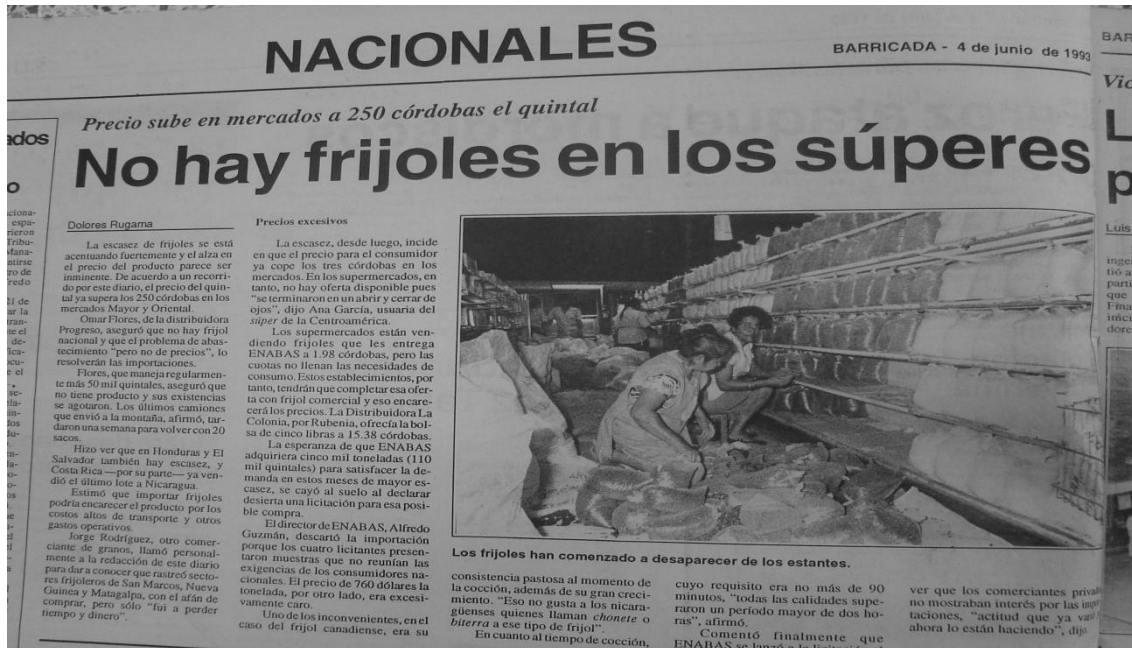 NACIONALES
BARRICADA - 4 de junio de 1993
Precio sube en mercados a 250 córdobas el quintal
No hay frijoles en los súperes
Dolores Rugama
La escasez de frijoles se está
acentuando fuertemente y el alza en
el precio del producto parece ser
inminente. De acuerdo a un recorri-
do por este diario, el precio del quin-
tal ya supera los 250 córdobas en los
mercados Mayor y Oriental.
Omar Flores, de la distribuidora
Progreso, aseguró que no hay frijol
nacional y que el problema de abas-
tecimiento "pero no de precios", lo
resolverán las importaciones.
Flores, que maneja regularmen-
te más 50 mil quintales, aseguró que
no tiene producto y sus existencias
se agotaron. Los últimos camiones
que envió a la montaña, afirmó, tar-
daron una semana para volver con 20
sacos.
Hizo ver que en Honduras y El
Salvador también hay escasez, y
Costa Rica —por su parte— ya ven-
dió el último lote a Nicaragua.
Estimó que importar frijoles
podría encarecer el producto por los
costos altos de transporte y otros
gastos operativos.
Jorge Rodríguez, otro comer-
ciante de granos, llamó personal-
mente a la redacción de este diario
para dar a conocer que rastreó secto-
res frijoleros de San Marcos, Nueva
Guinea y Matagalpa, con el afán de
comprar, pero sólo "fui a perder
tiempo y dinero".
Precios excesivos
La escasez, desde luego, incide
en que el precio para el consumidor
ya cope los tres córdobas en los
mercados. En los supermercados, en
tanto, no hay oferta disponible pues
"se terminaron en un abrir y cerrar de
ojos", dijo Ana García, usuaria del
súper de la Centroamérica.
Los supermercados están ven-
diendo frijoles que les entrega
ENABAS a 1.98 córdobas, pero las
cuotas no llenan las necesidades de
consumo. Estos establecimientos, por
tanto, tendrán que completar esa ofer-
ta con frijol comercial y eso encare-
cerá los precios. La Distribuidora La
Colonia, por Rubenia, ofrecía la bol-
sa de cinco libras a 15.38 córdobas.
La esperanza de que ENABAS
adquiriera cinco mil toneladas (110
mil quintales) para satisfacer la de-
manda en estos meses de mayor es-
casez, se cayó al suelo al declarar
desierta una licitación para esa posi-
ble compra.
El director de ENABAS, Alfredo
Guzmán, descartó la importación
porque los cuatro licitantes presen-
taron muestras que no reunían las
exigencias de los consumidores na-
cionales. El precio de 760 dólares la
tonelada, por otro lado, era excesi-
vamente caro.
Uno de los inconvenientes, en el
caso del frijol canadiense, era su
Los frijoles han comenzado a desaparecer de los estantes.
consistencia pastosa al momento de
la cocción, además de su gran creci-
miento. "Eso no gusta a los nicara-
güenses quienes llaman chonete o
biterra a ese tipo de frijol".
En cuanto al tiempo de cocción,
cuyo requisito era no más de 90
minutos, "todas las calidades supe-
raron un período mayor de dos ho-
ras", afirmó.
Comentó finalmente que
ENABAS se lanzó a la
ver que los comerciantes
no mostraban interés por las
taciones, "actitud que ya
ahora lo están haciendo", dijo.